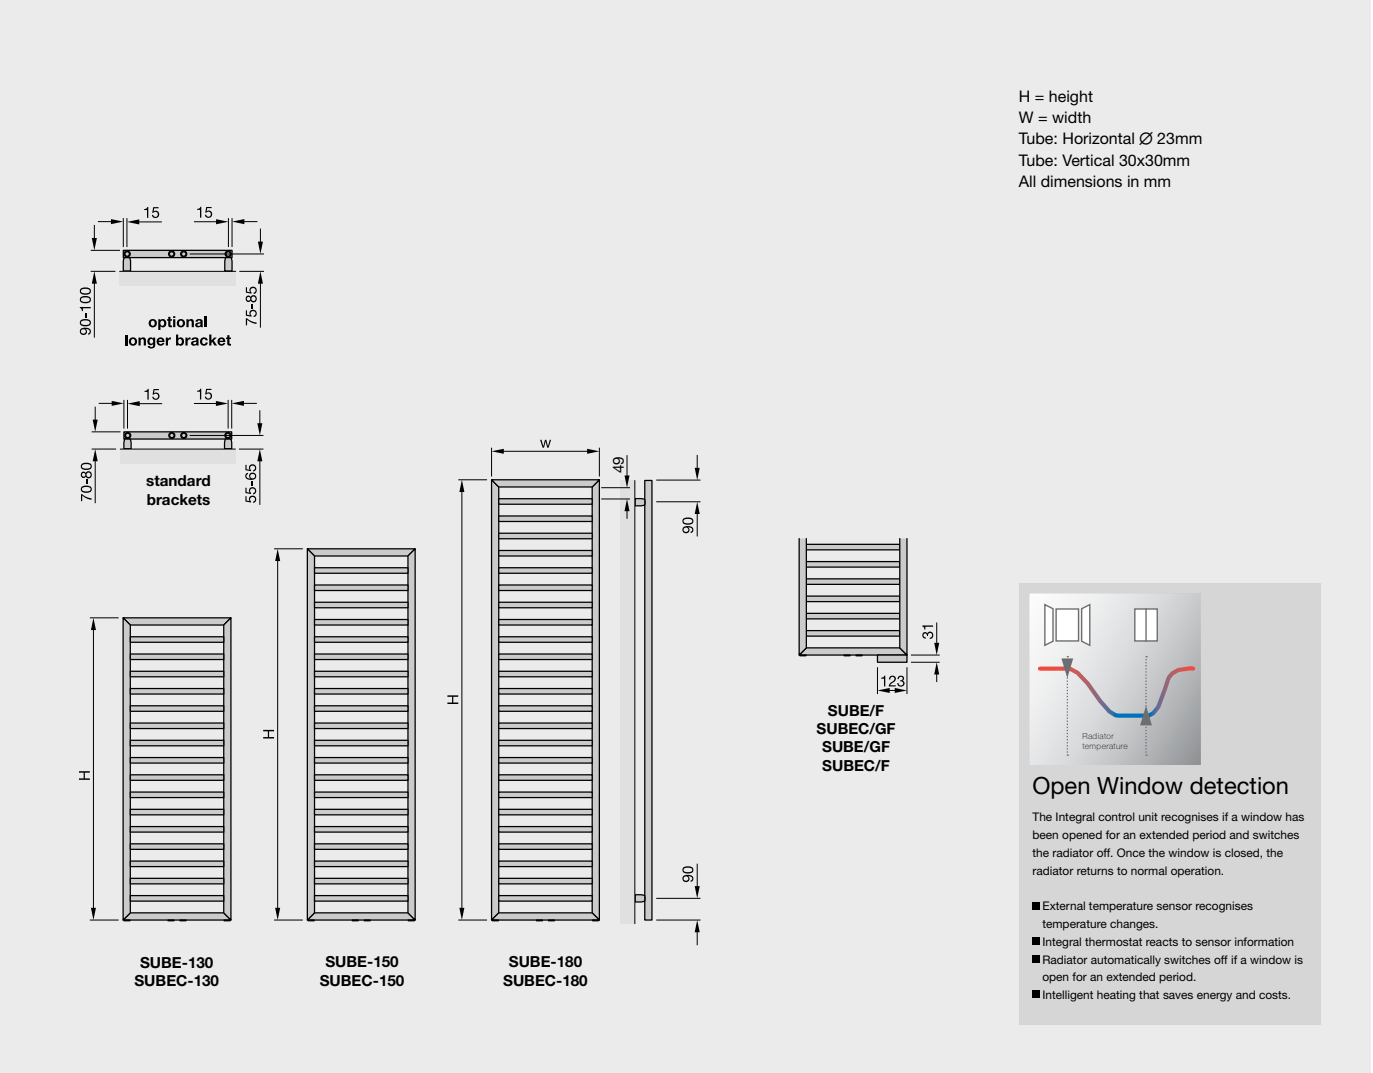 H = height
W = width
Tube: Horizontal Ø 23mm
Tube: Vertical 30x30mm
All dimensions in mm
15 15
90-100
75-85
optional
longer bracket
15 15
70-80
55-65
standard
brackets
w
49
90
H
H
H
90
31
123
SUBE/F
SUBEC/GF
SUBE/GF
SUBEC/F
SUBE-130
SUBEC-130
SUBE-150
SUBEC-150
SUBE-180
SUBEC-180
Radiator
temperature
Open Window detection
The Integral control unit recognises if a window has
been opened for an extended period and switches
the radiator off. Once the window is closed, the
radiator returns to normal operation.
■ External temperature sensor recognises
temperature changes.
■ Integral thermostat reacts to sensor information
■ Radiator automatically switches off if a window is
open for an extended period.
■ Intelligent heating that saves energy and costs.